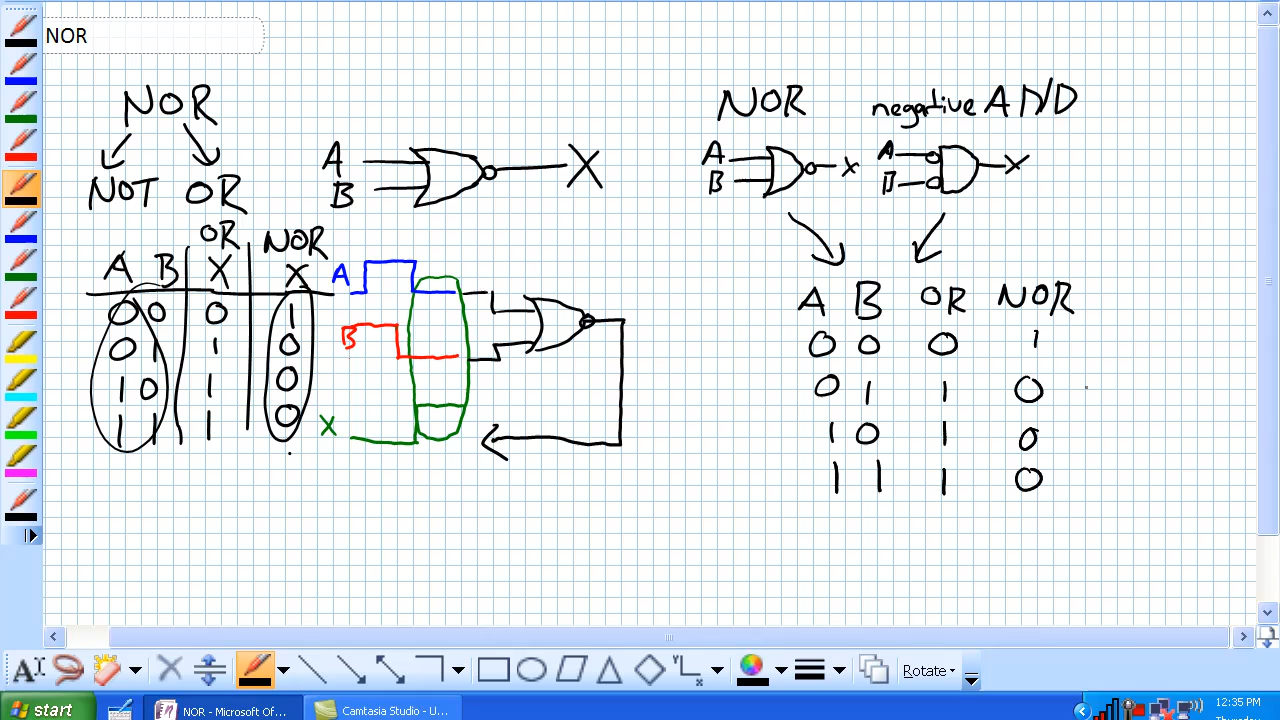 NOR
NOR
NOT OR
A
B
X
OR NOR
A B X X
0 0 0 1
0 1 1 0
1 0 1 0
1 1 1 0
A
B
X
NOR negative AND
A
B
X
A
B
X
A B OR NOR
0 0 0 1
0 1 1 0
1 0 1 0
1 1 1 0
A
Rotate
start
NOR - Microsoft Of...
Camtasia Studio - U...
12:35 PM
Thursday